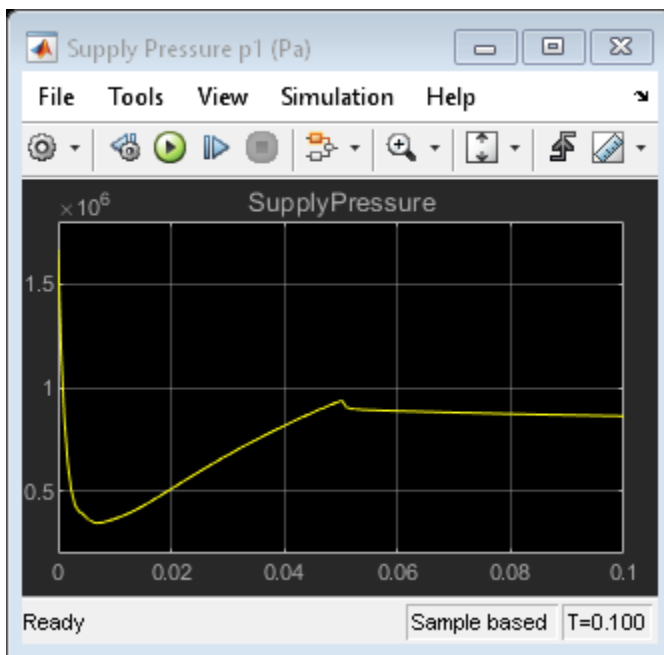 Supply Pressure p1 (Pa)
File Tools View Simulation Help
×10⁶
SupplyPressure
1.5
1
0.5
0 0.02 0.04 0.06 0.08 0.1
Ready Sample based T=0.100